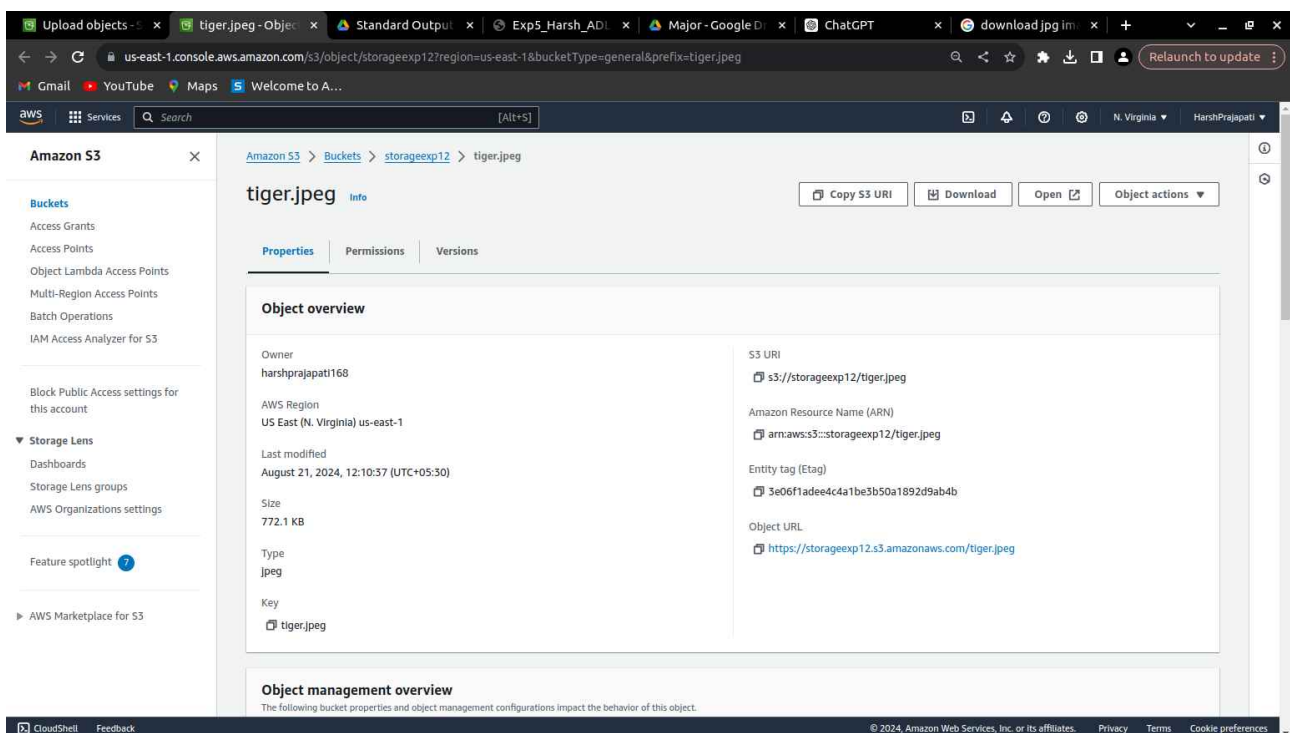 Upload objects - S
tiger.jpeg - Objec
Standard Output
Exp5_Harsh_ADL
Major - Google Dr
ChatGPT
download jpg im
us-east-1.console.aws.amazon.com/s3/object/storageexp12?region=us-east-1&bucketType=general&prefix=tiger.jpeg
Relaunch to update
Gmail YouTube Maps Welcome to A...
aws Services Search [Alt+S] N. Virginia HarshPrajapati
Amazon S3
Buckets
Access Grants
Access Points
Object Lambda Access Points
Multi-Region Access Points
Batch Operations
IAM Access Analyzer for S3
Block Public Access settings for
this account
Storage Lens
Dashboards
Storage Lens groups
AWS Organizations settings
Feature spotlight 7
AWS Marketplace for S3
Amazon S3 > Buckets > storageexp12 > tiger.jpeg
tiger.jpeg Info
Copy S3 URI Download Open Object actions
Properties Permissions Versions
Object overview
Owner
harshprajapati168
AWS Region
US East (N. Virginia) us-east-1
Last modified
August 21, 2024, 12:10:37 (UTC+05:30)
Size
772.1 KB
Type
jpeg
Key
tiger.jpeg
S3 URI
s3://storageexp12/tiger.jpeg
Amazon Resource Name (ARN)
arn:aws:s3:::storageexp12/tiger.jpeg
Entity tag (Etag)
3e06f1adee4c4a1be3b50a1892d9ab4b
Object URL
https://storageexp12.s3.amazonaws.com/tiger.jpeg
Object management overview
The following bucket properties and object management configurations impact the behavior of this object.
CloudShell Feedback © 2024, Amazon Web Services, Inc. or its affiliates. Privacy Terms Cookie preferences